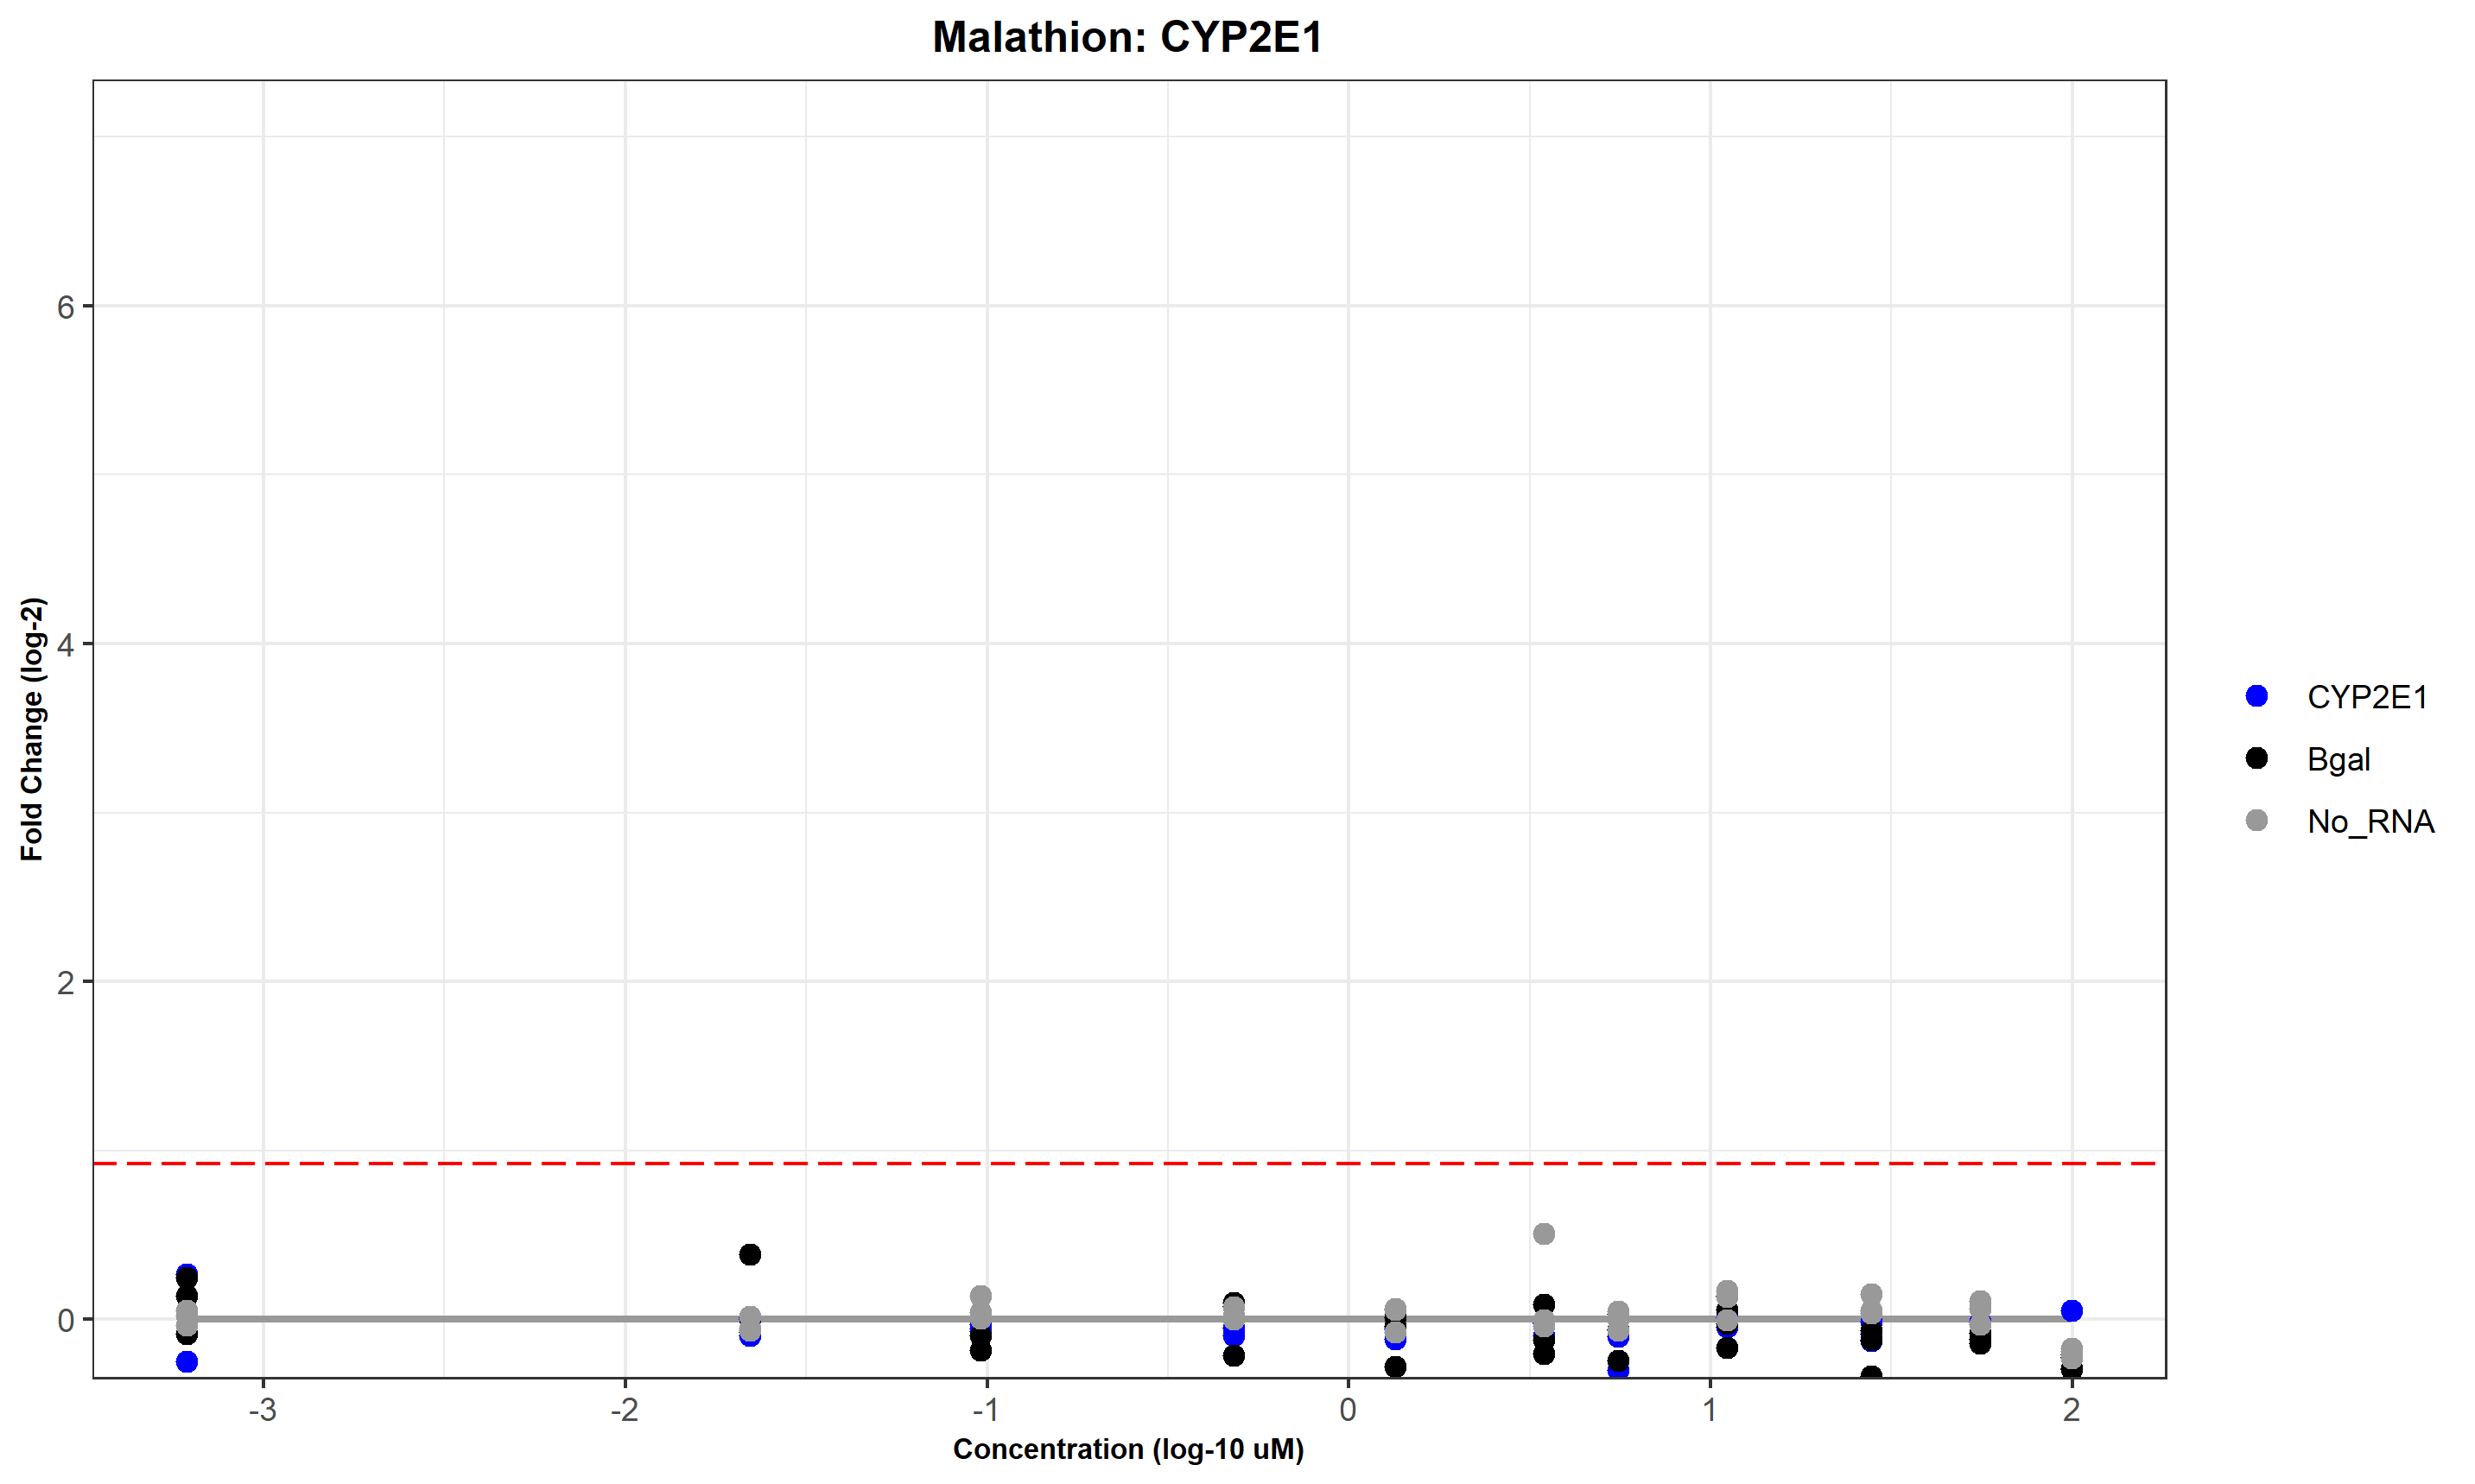 Malathion: CYP2E1
Fold Change (log-2)
6
4
2
0
-3
-2
-1
0
1
2
Concentration (log-10 uM)
CYP2E1
Bgal
No_RNA